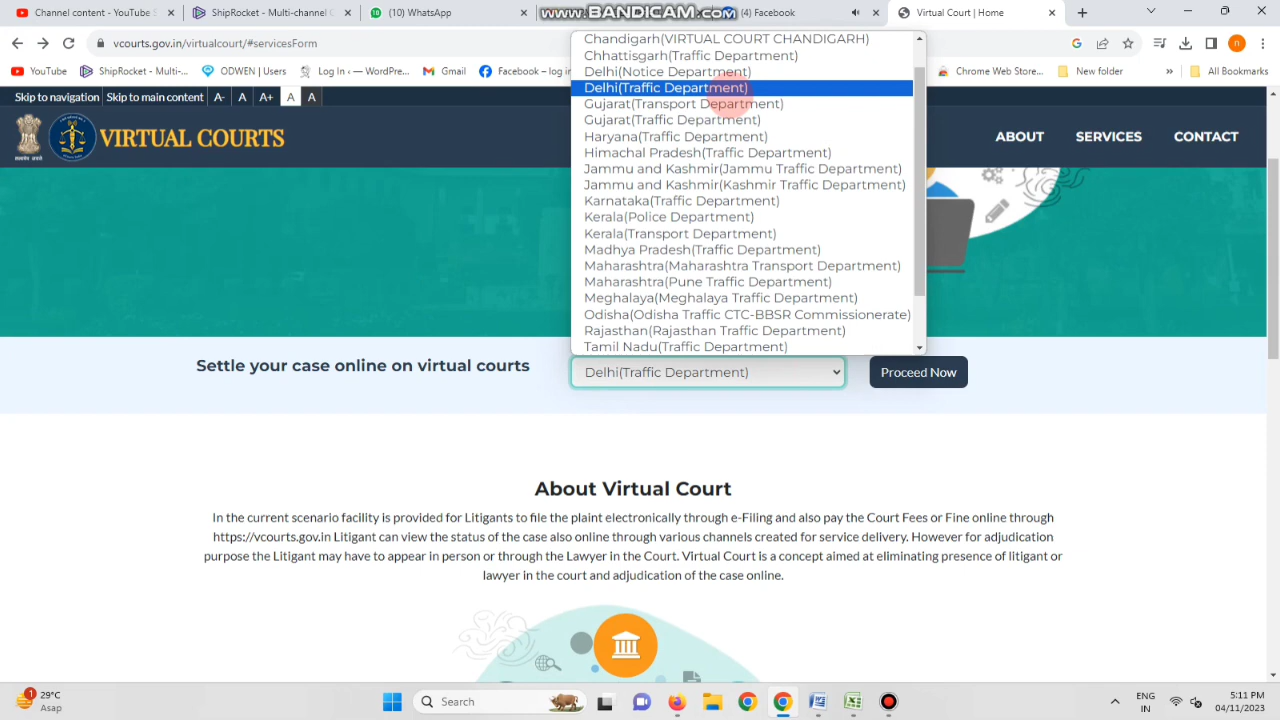 Channel content - YouTube S
ShipRocket - Multi-channel C
(10) WhatsApp
www.BANDICAM.com
Facebook
Virtual Court | Home
vcourts.gov.in/virtualcourt/#servicesForm
YouTube
ShipRocket - Multi-...
ODWEN | Users
Log In ‹ — WordPre...
Gmail
Facebook – log in
Chrome Web Store...
New folder
»
All Bookmarks
Skip to navigation
Skip to main content
A-
A
A+
A
A
VIRTUAL COURTS
ABOUT
SERVICES
CONTACT
Chandigarh(VIRTUAL COURT CHANDIGARH)
Chhattisgarh(Traffic Department)
Delhi(Notice Department)
Delhi(Traffic Department)
Gujarat(Transport Department)
Gujarat(Traffic Department)
Haryana(Traffic Department)
Himachal Pradesh(Traffic Department)
Jammu and Kashmir(Jammu Traffic Department)
Jammu and Kashmir(Kashmir Traffic Department)
Karnataka(Traffic Department)
Kerala(Police Department)
Kerala(Transport Department)
Madhya Pradesh(Traffic Department)
Maharashtra(Maharashtra Transport Department)
Maharashtra(Pune Traffic Department)
Meghalaya(Meghalaya Traffic Department)
Odisha(Odisha Traffic CTC-BBSR Commissionerate)
Rajasthan(Rajasthan Traffic Department)
Tamil Nadu(Traffic Department)
Settle your case online on virtual courts
Delhi(Traffic Department)
Proceed Now
About Virtual Court
In the current scenario facility is provided for Litigants to file the plaint electronically through e-Filing and also pay the Court Fees or Fine online through
https://vcourts.gov.in Litigant can view the status of the case also online through various channels created for service delivery. However for adjudication
purpose the Litigant may have to appear in person or through the Lawyer in the Court. Virtual Court is a concept aimed at eliminating presence of litigant or
lawyer in the court and adjudication of the case online.
1
29°C
Asap
Search
ENG
IN
5:11 PM
04/11/2023